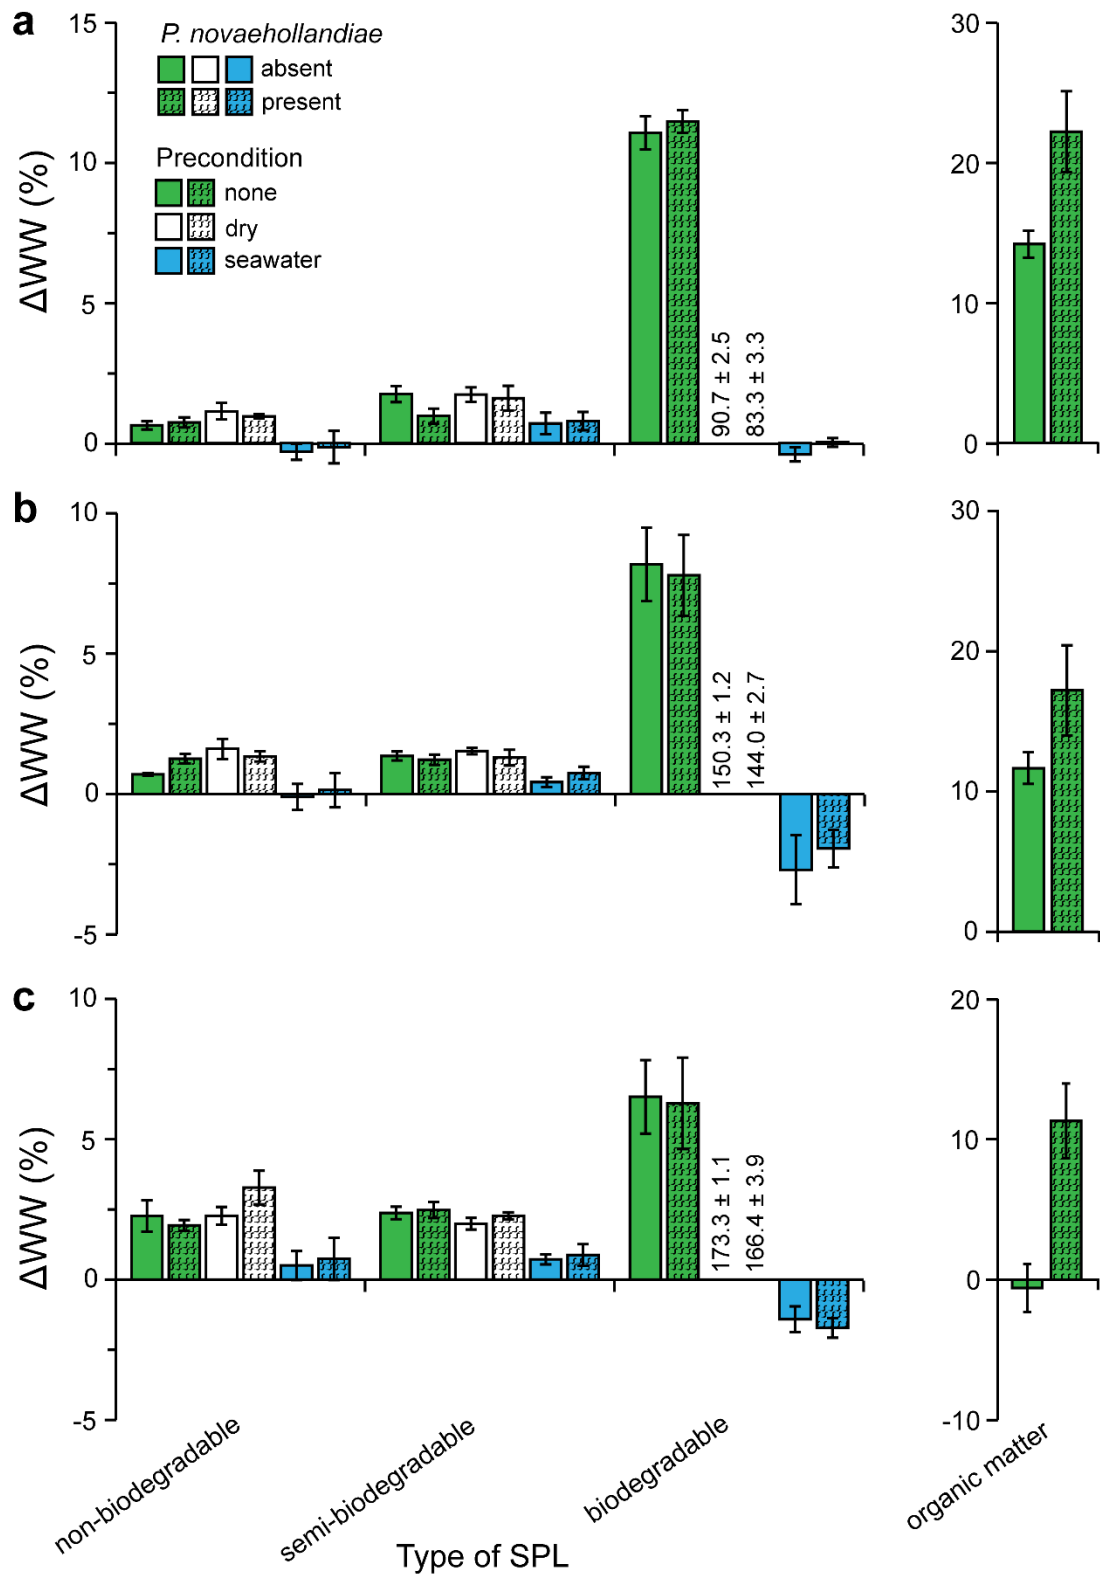 a
15
10
5
0
ΔWW (%)
P. novaehollandiae
absent
present
Precondition
none
dry
seawater
90.7 ± 2.5
83.3 ± 3.3
30
20
10
0
b
10
5
0
-5
ΔWW (%)
150.3 ± 1.2
144.0 ± 2.7
30
20
10
0
c
10
5
0
-5
ΔWW (%)
173.3 ± 1.1
166.4 ± 3.9
20
10
0
-10
non-biodegradable
semi-biodegradable
biodegradable
organic matter
Type of SPL